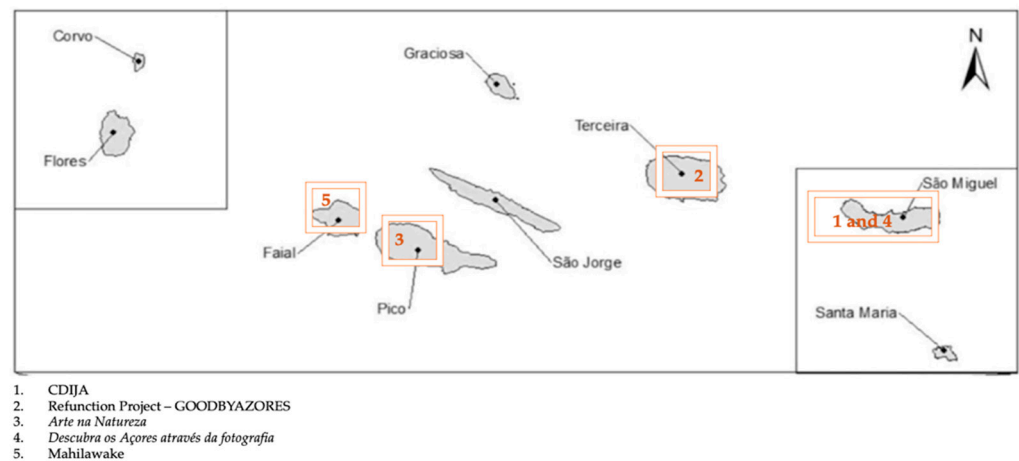 Corvo
Flores
Graciosa
N
Terceira
2
São Miguel
1 and 4
5
Faial
3
Pico
São Jorge
Santa Maria
1. CDIJA
2. Refunction Project – GOODBYAZORES
3. Arte na Natureza
4. Descubra os Açores através da fotografia
5. Mahilawake